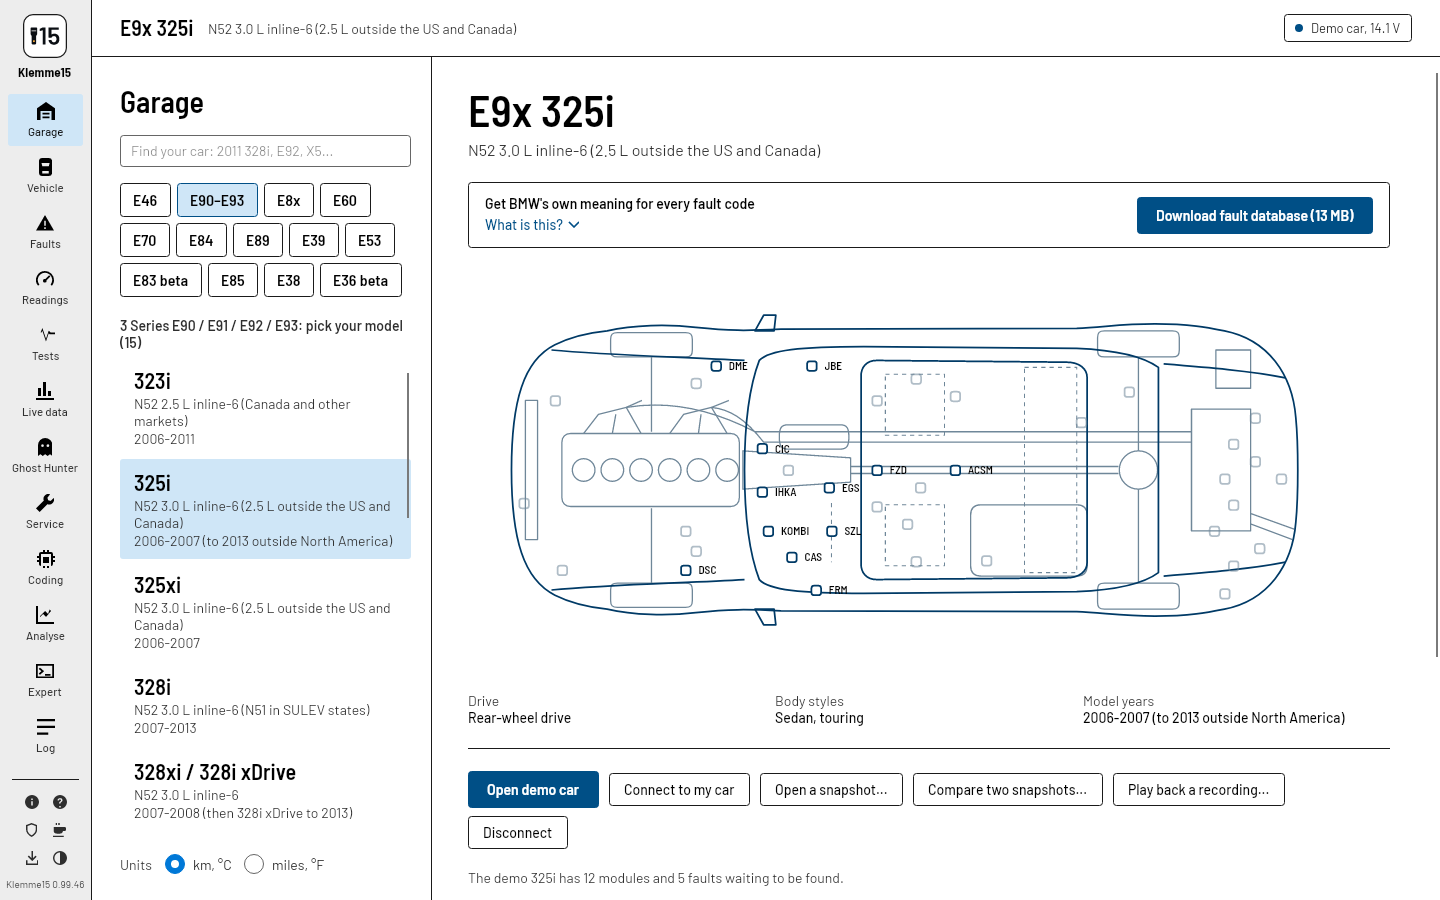 15
Klemme15
Garage
Vehicle
Faults
Readings
Tests
Live data
Ghost Hunter
Service
Coding
Analyse
Expert
Log
Klemme15 0.99.46
E9x 325i
N52 3.0 L inline-6 (2.5 L outside the US and Canada)
Demo car, 14.1 V
Garage
Find your car: 2011 328i, E92, X5...
E46
E90–E93
E8x
E60
E70
E84
E89
E39
E53
E83 beta
E85
E38
E36 beta
3 Series E90 / E91 / E92 / E93: pick your model
(15)
323i
N52 2.5 L inline-6 (Canada and other
markets)
2006-2011
325i
N52 3.0 L inline-6 (2.5 L outside the US and
Canada)
2006-2007 (to 2013 outside North America)
325xi
N52 3.0 L inline-6 (2.5 L outside the US and
Canada)
2006-2007
328i
N52 3.0 L inline-6 (N51 in SULEV states)
2007-2013
328xi / 328i xDrive
N52 3.0 L inline-6
2007-2008 (then 328i xDrive to 2013)
Units
km, °C
miles, °F
E9x 325i
N52 3.0 L inline-6 (2.5 L outside the US and Canada)
Get BMW's own meaning for every fault code
What is this?
Download fault database (13 MB)
DME
JBE
CIC
FZD
ACSM
IHKA
EGS
KOMBI
SZL
CAS
DSC
FRM
Drive
Rear-wheel drive
Body styles
Sedan, touring
Model years
2006-2007 (to 2013 outside North America)
Open demo car
Connect to my car
Open a snapshot...
Compare two snapshots...
Play back a recording...
Disconnect
The demo 325i has 12 modules and 5 faults waiting to be found.